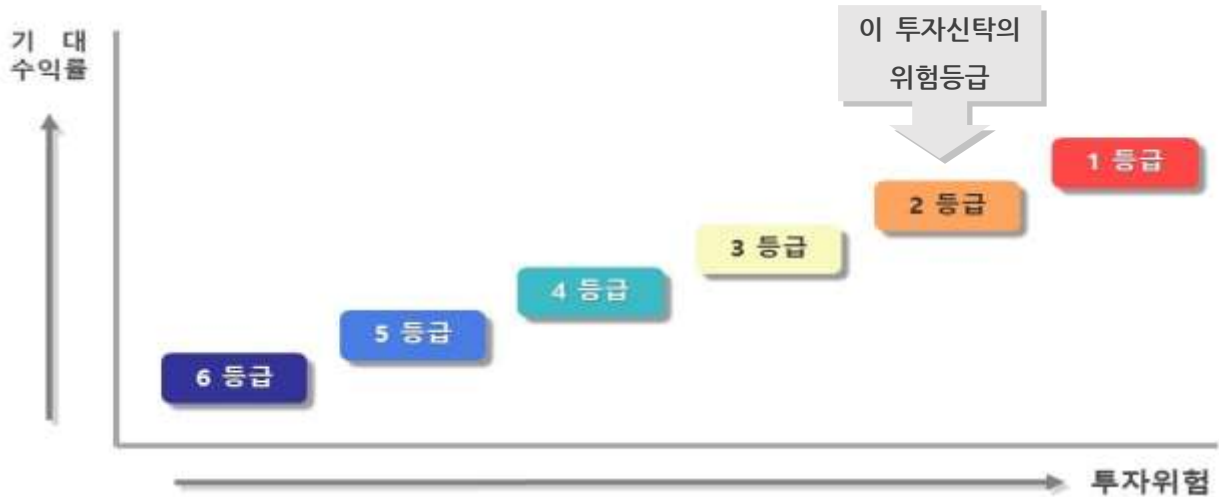 기 대
수익률
이 투자신탁의
위험등급
1 등급
2 등급
3 등급
4 등급
5 등급
6 등급
투자위험